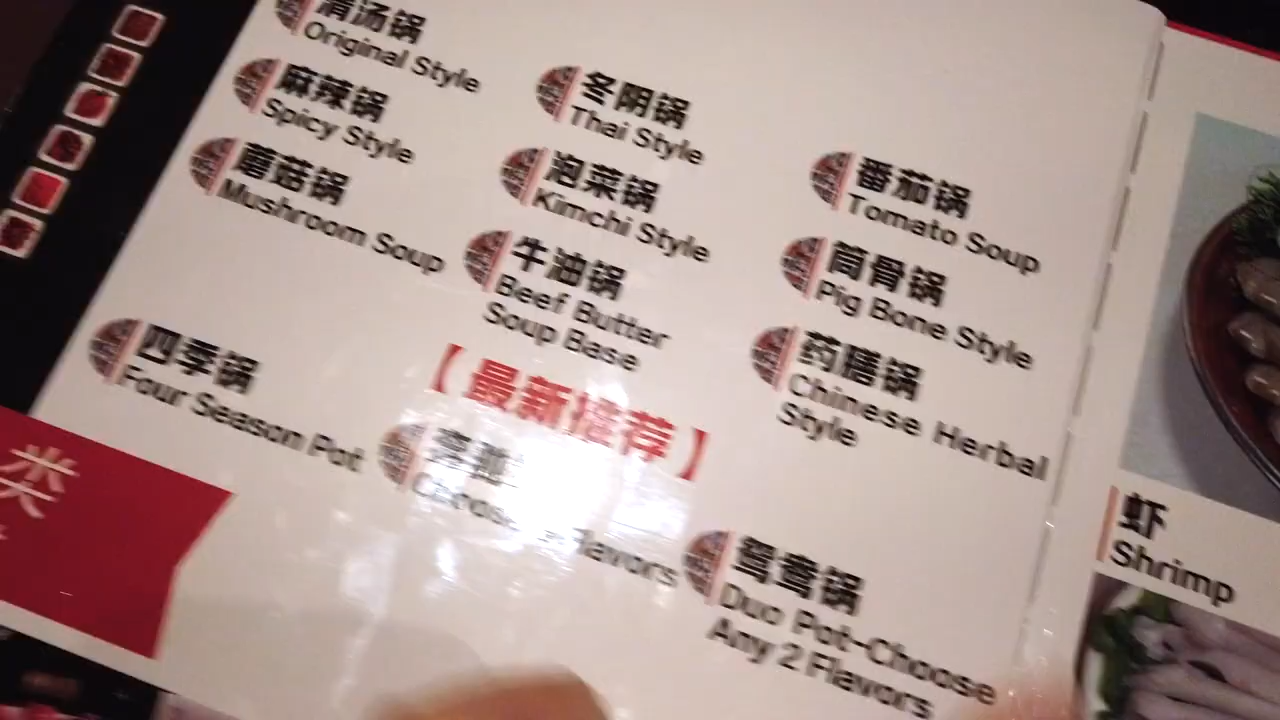 清汤锅
Original Style
麻辣锅
Spicy Style
蘑菇锅
Mushroom Soup
冬阴锅
Thai Style
泡菜锅
Kimchi Style
牛油锅
Beef Butter
Soup Base
番茄锅
Tomato Soup
筒骨锅
Pig Bone Style
药膳锅
Chinese Herbal
Style
【最新推荐】
四季锅
Four Season Pot
Flavors
鸳鸯锅
Duo Pot-Choose
Any 2 Flavors
类
虾
Shrimp